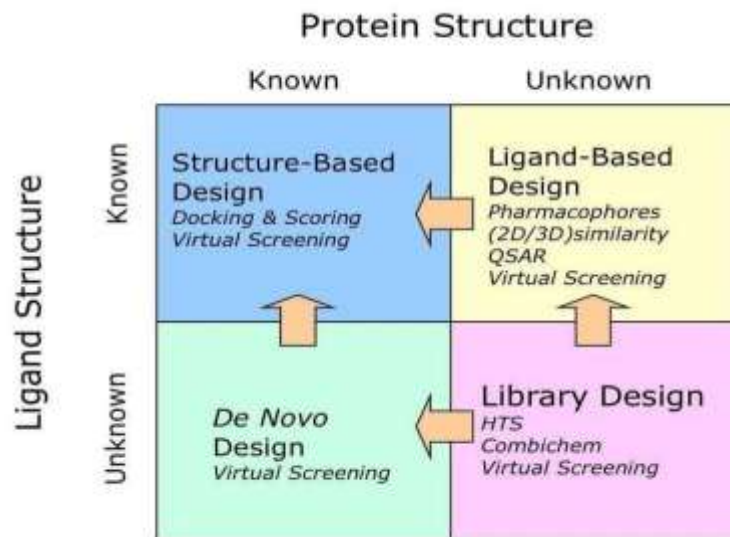 Protein Structure
Known
Unknown
Ligand Structure
Known
Structure-Based
Design
Docking & Scoring
Virtual Screening
Ligand-Based
Design
Pharmacophores
(2D/3D)similarity
QSAR
Virtual Screening
Unknown
De Novo
Design
Virtual Screening
Library Design
HTS
Combichem
Virtual Screening